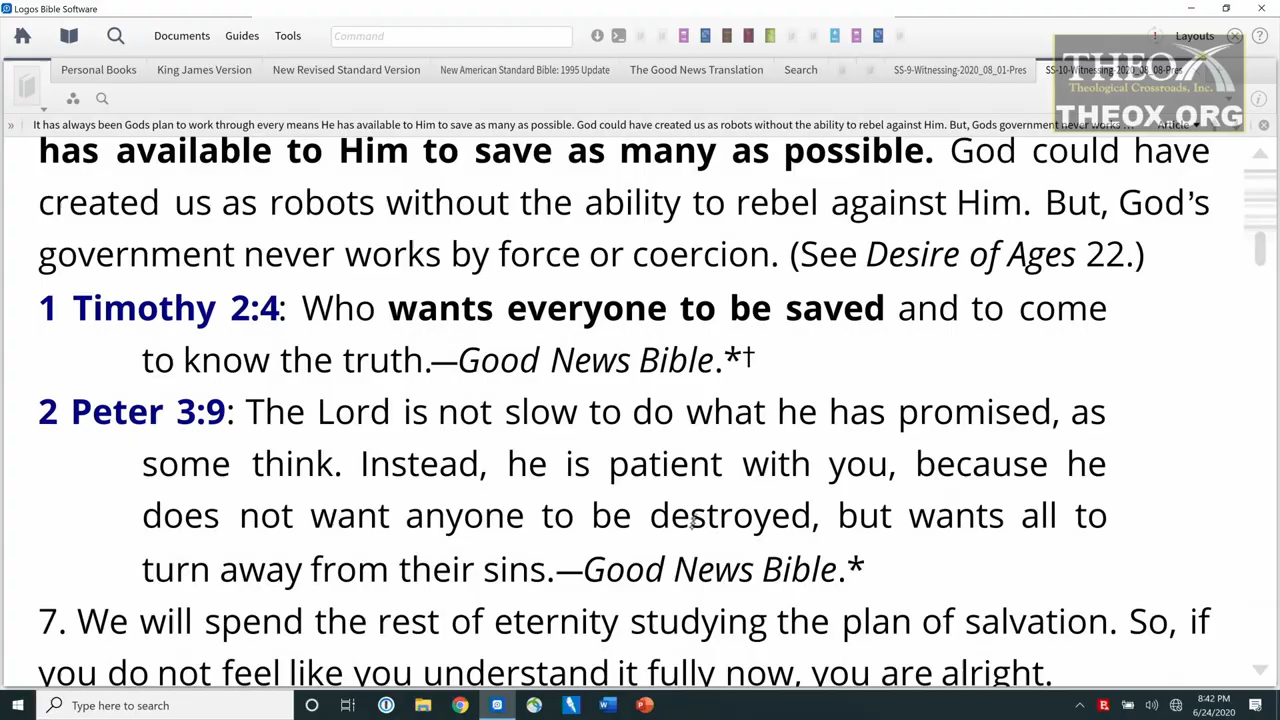 Logos Bible Software
Documents Guides Tools Command Layouts
Personal Books King James Version New Revised Stan American Standard Bible: 1995 Update The Good News Translation Search SS-9-Witnessing-2020_08_01-Pres SS-10-Witnessing-2020_08_08-Pres
THEOX
Theological Crossroads, Inc.
THEOX.ORG
» It has always been Gods plan to work through every means He has available to Him to save as many as possible. God could have created us as robots without the ability to rebel against Him. But, Gods government never works ... Article
has available to Him to save as many as possible. God could have
created us as robots without the ability to rebel against Him. But, God’s
government never works by force or coercion. (See Desire of Ages 22.)
1 Timothy 2:4: Who wants everyone to be saved and to come
to know the truth.—Good News Bible.*†
2 Peter 3:9: The Lord is not slow to do what he has promised, as
some think. Instead, he is patient with you, because he
does not want anyone to be destroyed, but wants all to
turn away from their sins.—Good News Bible.*
7. We will spend the rest of eternity studying the plan of salvation. So, if
you do not feel like you understand it fully now, you are alright.
Type here to search
8:42 PM
6/24/2020